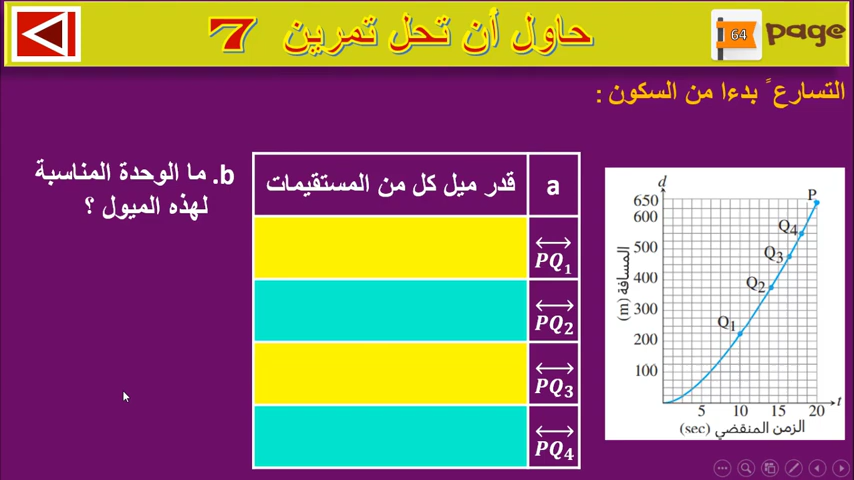 حاول أن تحل تمرين 7
64
page
التسارع ً بدءا من السكون :
a
قدر ميل كل من المستقيمات
PQ₁
PQ₂
PQ₃
PQ₄
b. ما الوحدة المناسبة
لهذه الميول ؟
d
650
600
500
400
300
200
100
المسافة (m)
P
Q₄
Q₃
Q₂
Q₁
5 10 15 20
t
الزمن المنقضي (sec)